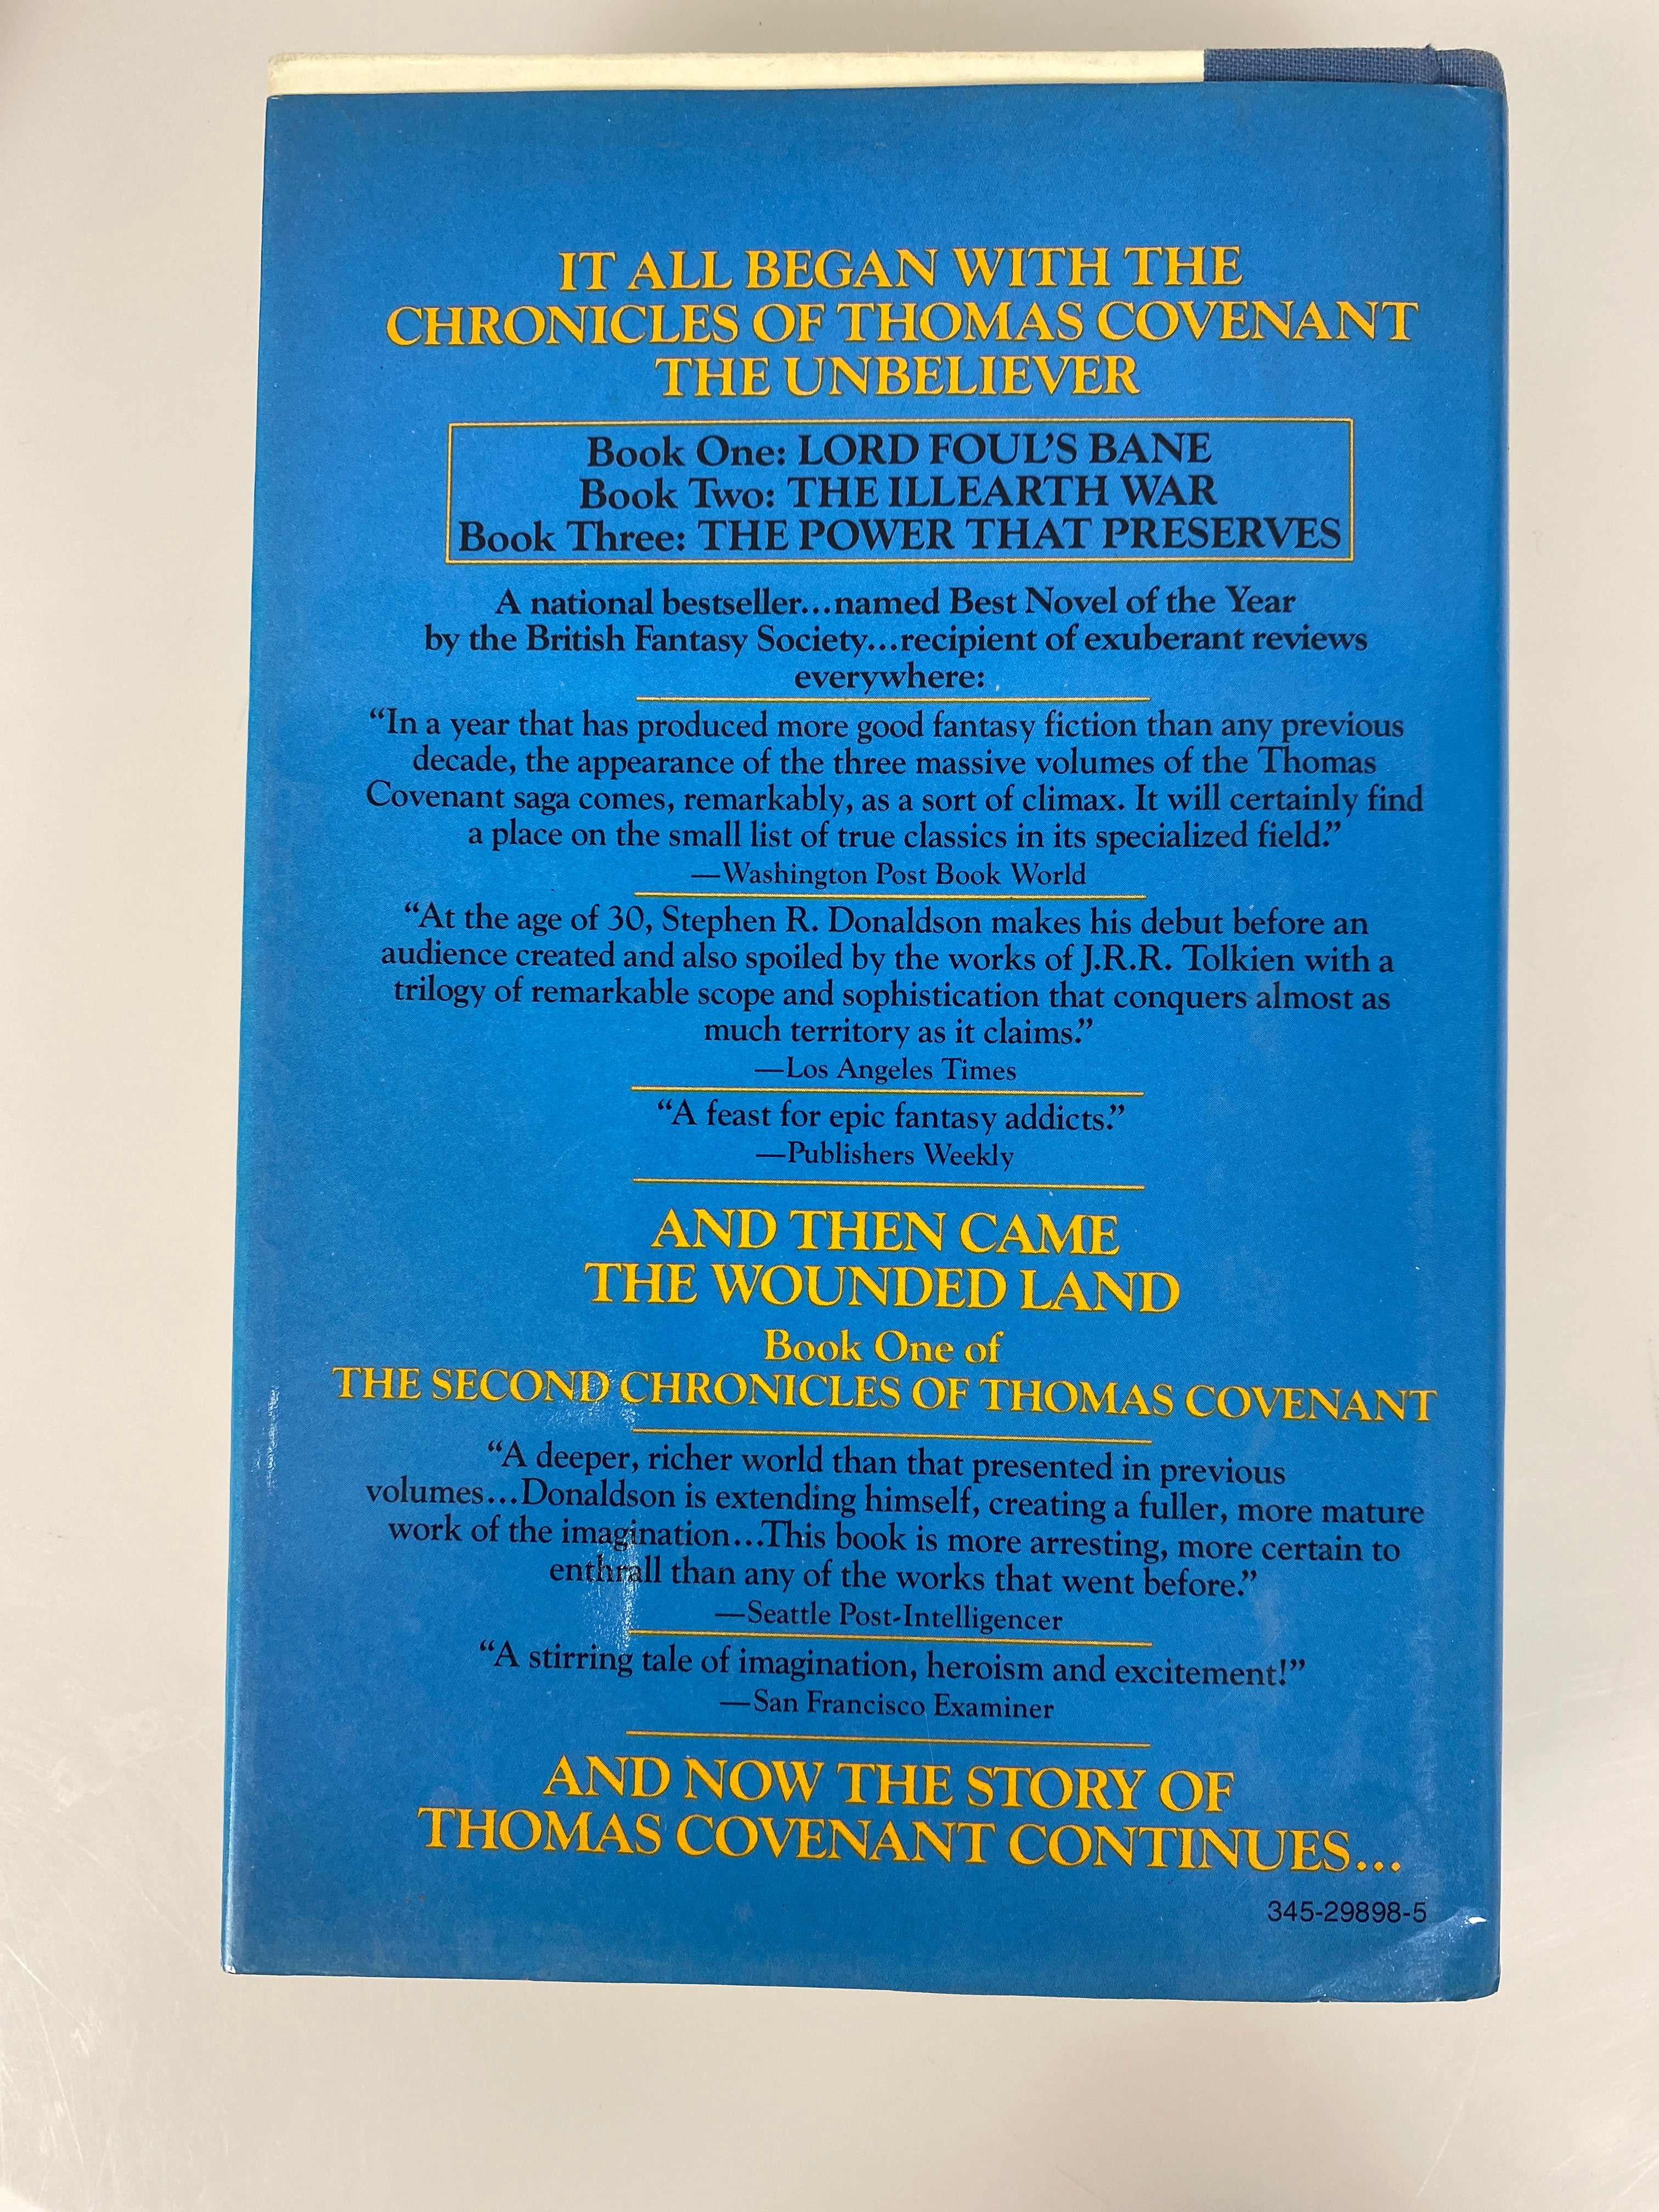 IT ALL BEGAN WITH THE
CHRONICLES OF THOMAS COVENANT
THE UNBELIEVER
Book One: LORD FOUL'S BANE
Book Two: THE ILLEARTH WAR
Book Three: THE POWER THAT PRESERVES
A national bestseller...named Best Novel of the Year
by the British Fantasy Society...recipient of exuberant reviews
everywhere:
“In a year that has produced more good fantasy fiction than any previous
decade, the appearance of the three massive volumes of the Thomas
Covenant saga comes, remarkably, as a sort of climax. It will certainly find
a place on the small list of true classics in its specialized field.”
—Washington Post Book World
“At the age of 30, Stephen R. Donaldson makes his debut before an
audience created and also spoiled by the works of J.R.R. Tolkien with a
trilogy of remarkable scope and sophistication that conquers almost as
much territory as it claims.”
—Los Angeles Times
“A feast for epic fantasy addicts.”
—Publishers Weekly
AND THEN CAME
THE WOUNDED LAND
Book One of
THE SECOND CHRONICLES OF THOMAS COVENANT
“A deeper, richer world than that presented in previous
volumes...Donaldson is extending himself, creating a fuller, more mature
work of the imagination...This book is more arresting, more certain to
enthrall than any of the works that went before.”
—Seattle Post-Intelligencer
“A stirring tale of imagination, heroism and excitement!”
—San Francisco Examiner
AND NOW THE STORY OF
THOMAS COVENANT CONTINUES...
345-29898-5